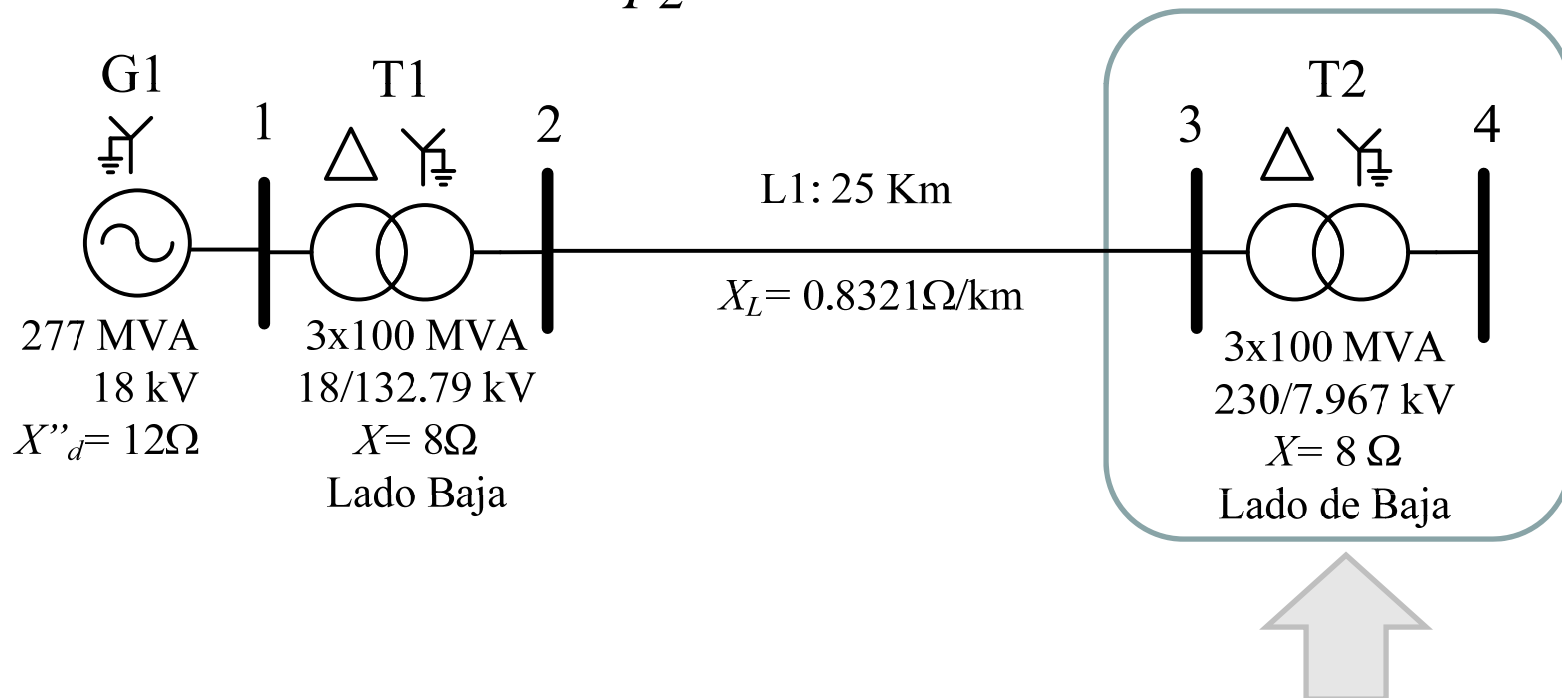 G1
T1
1
2
L1: 25 Km
X_L= 0.8321Ω/km
3
T2
4
277 MVA
18 kV
X”_d= 12Ω
3x100 MVA
18/132.79 kV
X= 8Ω
Lado Baja
3x100 MVA
230/7.967 kV
X= 8 Ω
Lado de Baja